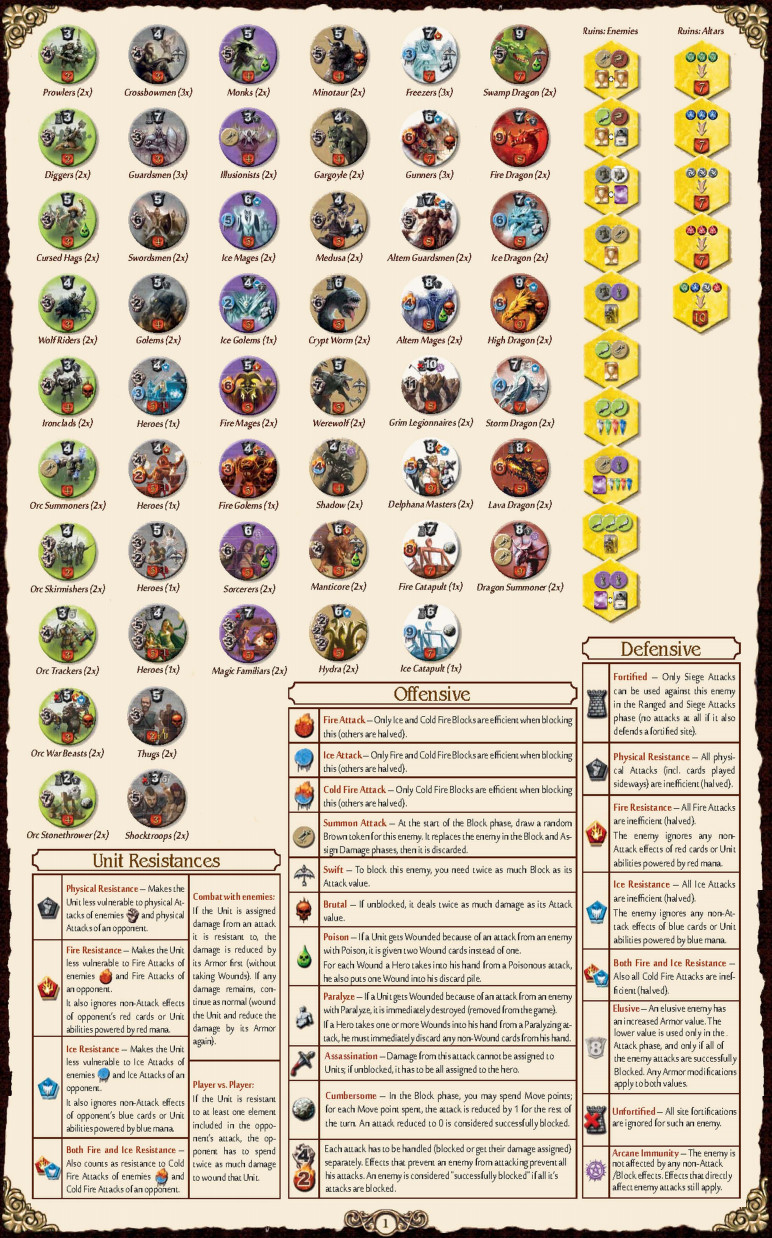 Ruins: Enemies
Ruins: Altars
Prowlers (2x)
Crossbowmen (3x)
Monks (2x)
Minotaur (2x)
Freezers (3x)
Swamp Dragon (2x)
Diggers (2x)
Guardsmen (3x)
Illusionists (2x)
Gargoyle (2x)
Gunners (3x)
Fire Dragon (2x)
Cursed Hags (2x)
Swordsmen (2x)
Ice Mages (2x)
Medusa (2x)
Altem Guardsmen (2x)
Ice Dragon (2x)
Wolf Riders (2x)
Golems (2x)
Ice Golems (1x)
Crypt Worm (2x)
Altem Mages (2x)
High Dragon (2x)
Ironclads (2x)
Heroes (1x)
Fire Mages (2x)
Werewolf (2x)
Grim Legionnaires (2x)
Storm Dragon (2x)
Orc Summoners (2x)
Heroes (1x)
Fire Golems (1x)
Shadow (2x)
Delphana Masters (2x)
Lava Dragon (2x)
Orc Skirmishers (2x)
Heroes (1x)
Sorcerers (2x)
Manticore (2x)
Fire Catapult (1x)
Dragon Summoner (2x)
Orc Trackers (2x)
Heroes (1x)
Magic Familiars (2x)
Hydra (2x)
Ice Catapult (1x)
Orc War Beasts (2x)
Thugs (2x)
Orc Stonethrower (2x)
Shocktroops (2x)
7
7
7
7
10
Unit Resistances
Physical Resistance – Makes the
Unit less vulnerable to physical At-
tacks of enemies and physical
Attacks of an opponent.
Fire Resistance – Makes the Unit
less vulnerable to Fire Attacks of
enemies and Fire Attacks of
an opponent.
It also ignores non-Attack effects
of opponent's red cards or Unit
abilities powered by red mana.
Ice Resistance – Makes the Unit
less vulnerable to Ice Attacks of
enemies and Ice Attacks of an
opponent.
It also ignores non-Attack effects
of opponent's blue cards or Unit
abilities powered by blue mana.
Both Fire and Ice Resistance –
Also counts as resistance to Cold
Fire Attacks of enemies and
Cold Fire Attacks of an opponent.
Combat with enemies:
If the Unit is assigned
damage from an attack
it is resistant to, the
damage is reduced by
its Armor first (without
taking Wounds). If any
damage remains, con-
tinue as normal (wound
the Unit and reduce the
damage by its Armor
again).
Player vs. Player:
If the Unit is resistant
to at least one element
included in the oppo-
nent's attack, the op-
ponent has to spend
twice as much damage
to wound that Unit.
Offensive
Fire Attack – Only Ice and Cold Fire Blocks are efficient when blocking
this (others are halved).
Ice Attack – Only Fire and Cold Fire Blocks are efficient when blocking
this (others are halved).
Cold Fire Attack – Only Cold Fire Blocks are efficient when blocking
this (others are halved).
Summon Attack – At the start of the Block phase, draw a random
Brown token for this enemy. It replaces the enemy in the Block and As-
sign Damage phases, then it is discarded.
Swift – To block this enemy, you need twice as much Block as its
Attack value.
Brutal – If unblocked, it deals twice as much damage as its Attack
value.
Poison – If a Unit gets Wounded because of an attack from an enemy
with Poison, it is given two Wound cards instead of one.
For each Wound a Hero takes into his hand from a Poisonous attack,
he also puts one Wound into his discard pile.
Paralyze – If a Unit gets Wounded because of an attack from an enemy
with Paralyze, it is immediately destroyed (removed from the game).
If a Hero takes one or more Wounds into his hand from a Paralyzing at-
tack, he must immediately discard any non-Wound cards from his hand.
Assassination – Damage from this attack cannot be assigned to
Units; if unblocked, it has to be all assigned to the hero.
Cumbersome – In the Block phase, you may spend Move points;
for each Move point spent, the attack is reduced by 1 for the rest of
the turn. An attack reduced to 0 is considered successfully blocked.
4
2
Each attack has to be handled (blocked or get their damage assigned)
separately. Effects that prevent an enemy from attacking prevent all
his attacks. An enemy is considered "successfully blocked" if all it's
attacks are blocked.
Defensive
Fortified – Only Siege Attacks
can be used against this enemy
in the Ranged and Siege Attacks
phase (no attacks at all if it also
defends a fortified site).
Physical Resistance – All physi-
cal Attacks (incl. cards played
sideways) are inefficient (halved).
Fire Resistance – All Fire Attacks
are inefficient (halved).
The enemy ignores any non-
Attack effects of red cards or Unit
abilities powered by red mana.
Ice Resistance – All Ice Attacks
are inefficient (halved).
The enemy ignores any non-At-
tack effects of blue cards or Unit
abilities powered by blue mana.
Both Fire and Ice Resistance –
Also all Cold Fire Attacks are inef-
ficient (halved).
8
Elusive – An elusive enemy has
an increased Armor value. The
lower value is used only in the
Attack phase, and only if all of
the enemy attacks are successfully
Blocked. Any Armor modifications
apply to both values.
Unfortified – All site fortifications
are ignored for such an enemy.
Arcane Immunity – The enemy is
not affected by any non-Attack
/Block effects. Effects that directly
affect enemy attacks still apply.
1